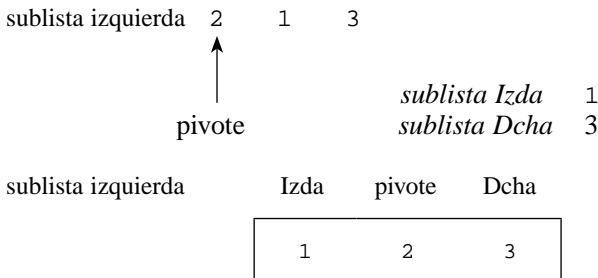 sublista izquierda 2 1 3
sublista Izda 1
pivote sublista Dcha 3
sublista izquierda Izda pivote Dcha
1 2 3